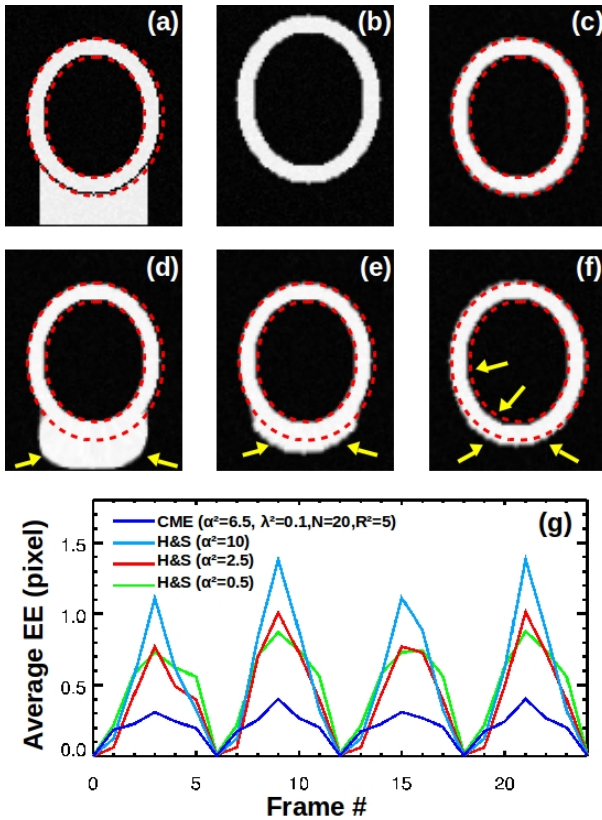 (a)
(b)
(c)
(d)
(e)
(f)
(g)
CME (α²=6.5, λ²=0.1,N=20,R²=5)
H&S (α²=10)
H&S (α²=2.5)
H&S (α²=0.5)
Average EE (pixel)
1.5
1.0
0.5
0.0
0 5 10 15 20
Frame #